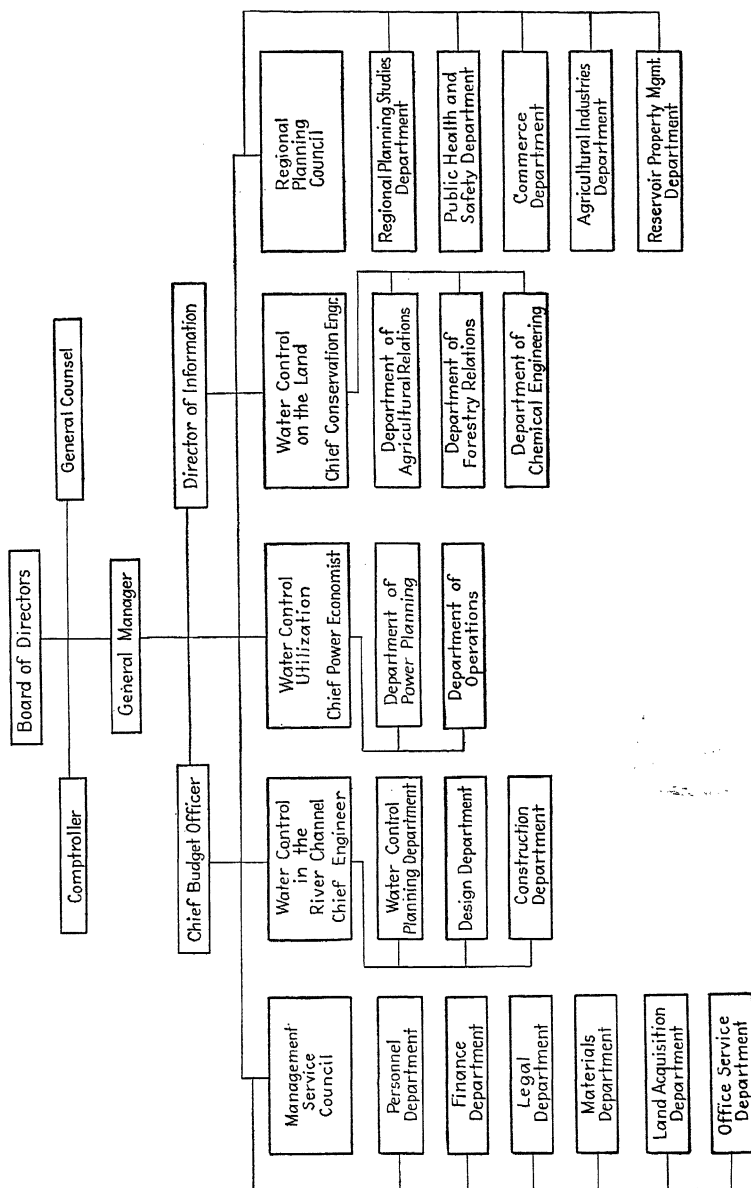 Board of Directors
Comptroller
General Counsel
General Manager
Chief Budget Officer
Director of Information
Management
Service
Council
Personnel
Department
Finance
Department
Legal
Department
Materials
Department
Land Acquisition
Department
Office Service
Department
Water Control
in the
River Channel
Chief Engineer
Water Control
Planning Department
Design Department
Construction
Department
Water Control
Utilization
Chief Power Economist
Department of
Power Planning
Department of
Operations
Water Control
on the Land
Chief Conservation Engr.
Department of
Agricultural Relations
Department of
Forestry Relations
Department of
Chemical Engineering
Regional
Planning
Council
Regional Planning Studies
Department
Public Health and
Safety Department
Commerce
Department
Agricultural Industries
Department
Reservoir Property Mgmt.
Department